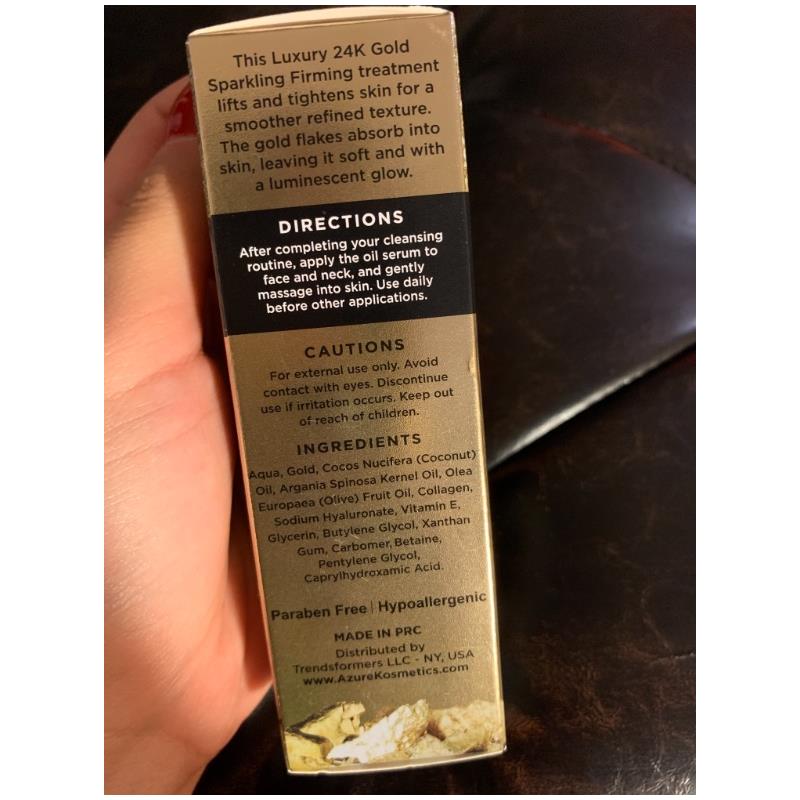 This Luxury 24K Gold
Sparkling Firming treatment
lifts and tightens skin for a
smoother refined texture.
The gold flakes absorb into
skin, leaving it soft and with
a luminescent glow.
DIRECTIONS
After completing your cleansing
routine, apply the oil serum to
face and neck, and gently
massage into skin. Use daily
before other applications.
CAUTIONS
For external use only. Avoid
contact with eyes. Discontinue
use if irritation occurs. Keep out
of reach of children.
INGREDIENTS
Aqua, Gold, Cocos Nucifera (Coconut)
Oil, Argania Spinosa Kernel Oil, Olea
Europaea (Olive) Fruit Oil, Collagen,
Sodium Hyaluronate, Vitamin E,
Glycerin, Butylene Glycol, Xanthan
Gum, Carbomer, Betaine,
Pentylene Glycol,
Caprylhydroxamic Acid.
Paraben Free | Hypoallergenic
MADE IN PRC
Distributed by
Trendsformers LLC - NY, USA
www.AzureKosmetics.com